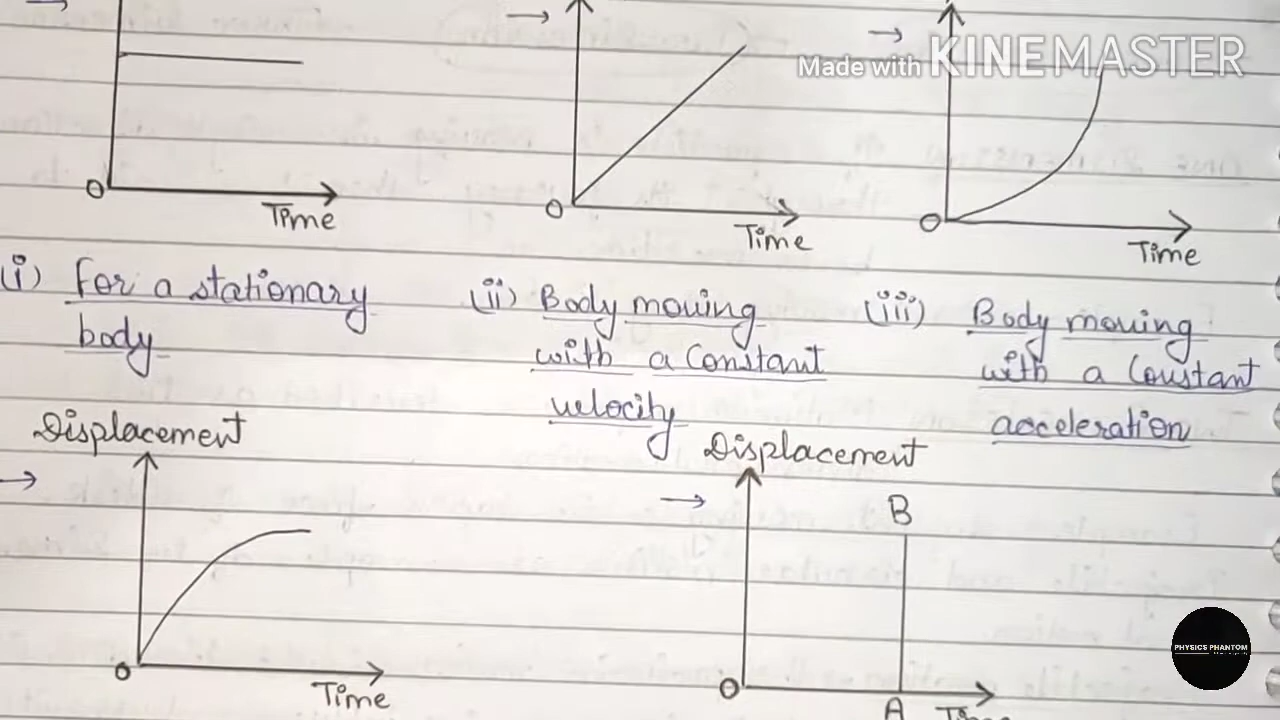 Made with KINEMASTER
O
Time
O
Time
O
Time
(i) For a stationary
body
(ii) Body moving
with a Constant
velocity
(iii) Body moving
with a Constant
acceleration
Displacement
O
Time
Displacement
B
O
A
Time
PHYSICS PHANTOM